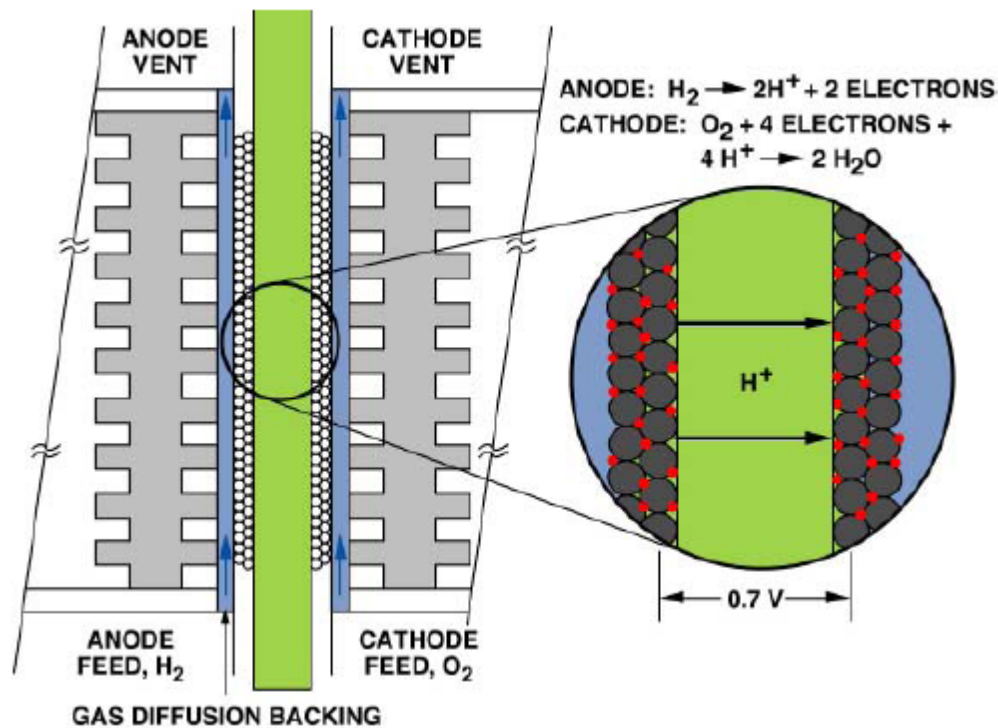 ANODE
VENT
CATHODE
VENT
ANODE: H₂ → 2H⁺ + 2 ELECTRONS
CATHODE: O₂ + 4 ELECTRONS +
4 H⁺ → 2 H₂O
H⁺
0.7 V
ANODE
FEED, H₂
CATHODE
FEED, O₂
GAS DIFFUSION BACKING